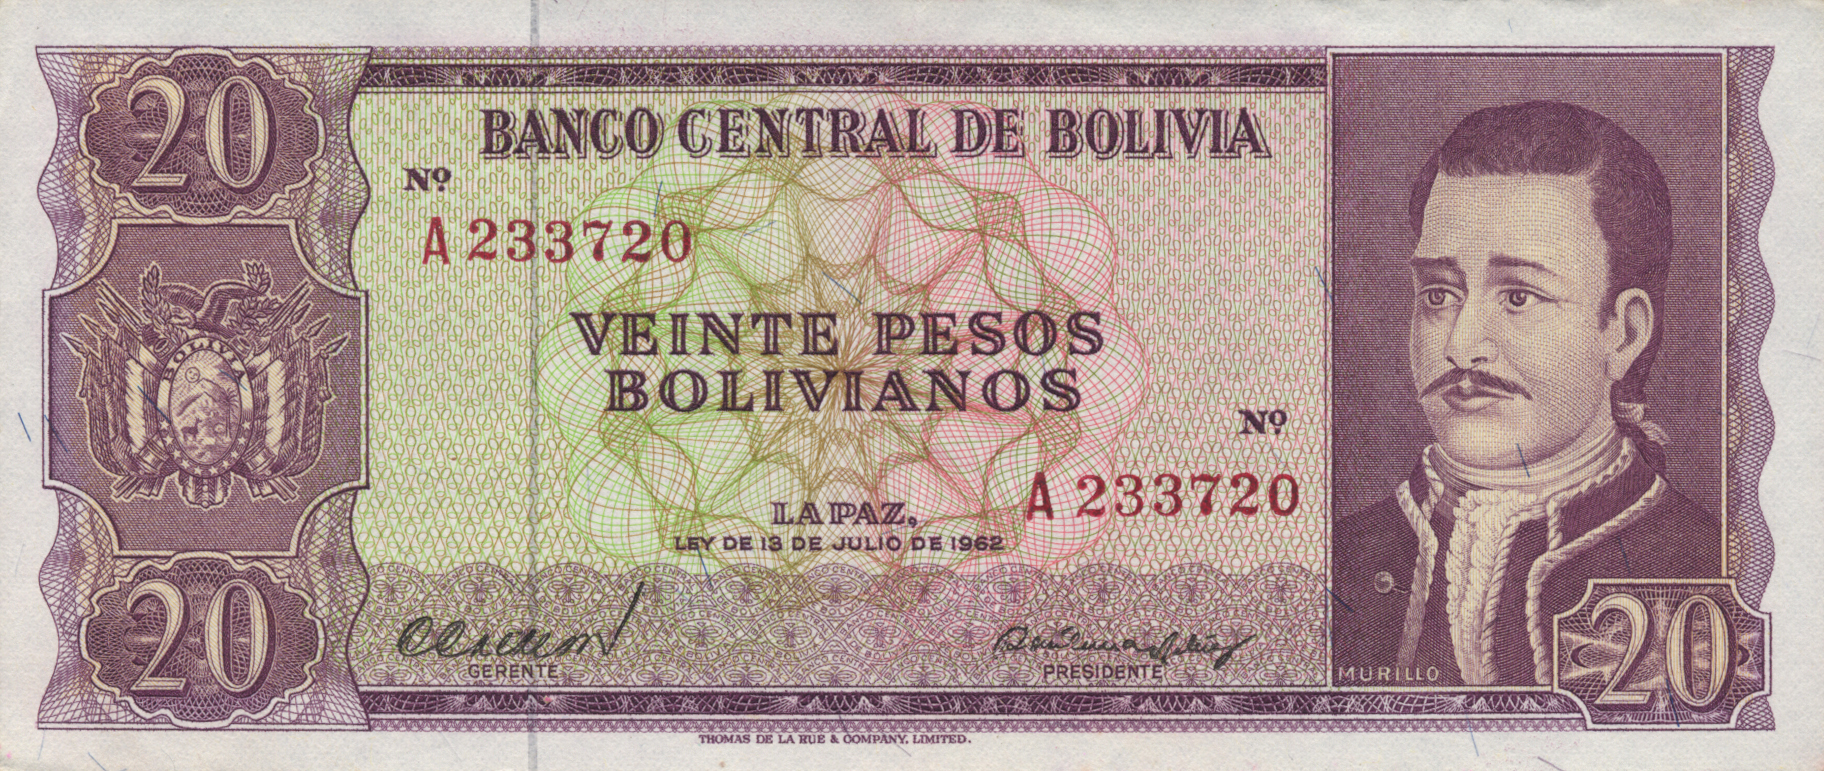 20
BANCO CENTRAL DE BOLIVIA
Nº
A 233720
BOLIVIA
VEINTE PESOS
BOLIVIANOS
Nº
A 233720
LA PAZ,
LEY DE 13 DE JULIO DE 1962
GERENTE
PRESIDENTE
MURILLO
20
20
THOMAS DE LA RUE & COMPANY, LIMITED.